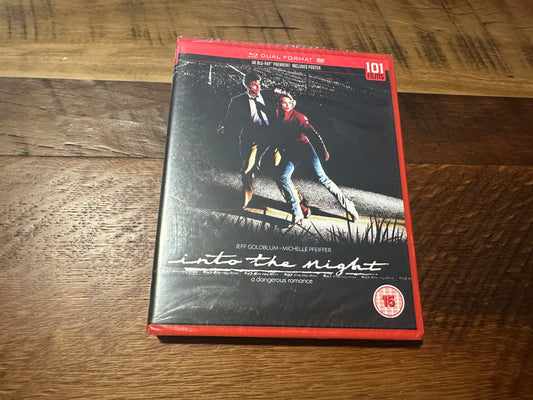 DUAL FORMAT
UK BLU-RAY™ PREMIERE! INCLUDES POSTER
101
FILMS
JEFF GOLDBLUM • MICHELLE PFEIFFER
into the night
a dangerous romance
15